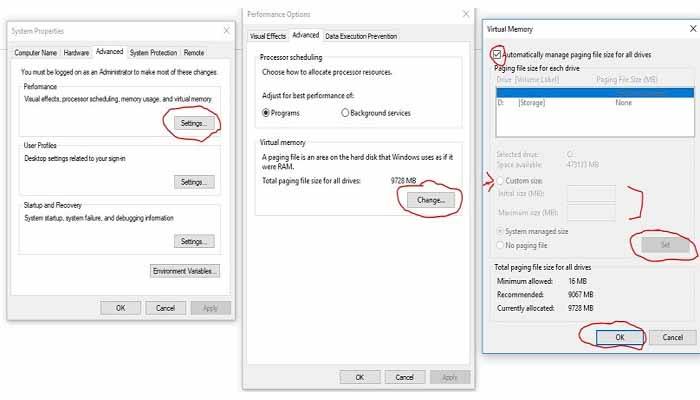 System Properties
Computer Name
Hardware
Advanced
System Protection
Remote
You must be logged on as an Administrator to make most of these changes.
Performance
Visual effects, processor scheduling, memory usage, and virtual memory
Settings...
User Profiles
Desktop settings related to your sign-in
Settings...
Startup and Recovery
System startup, system failure, and debugging information
Settings...
Environment Variables...
OK
Cancel
Apply
Performance Options
Visual Effects
Advanced
Data Execution Prevention
Processor scheduling
Choose how to allocate processor resources.
Adjust for best performance of:
Programs
Background services
Virtual memory
A paging file is an area on the hard disk that Windows uses as if it
were RAM.
Total paging file size for all drives: 9728 MB
Change...
OK
Cancel
Apply
Virtual Memory
Automatically manage paging file size for all drives
Paging file size for each drive
Drive [Volume Label] Paging File Size (MB)
D: [Storage] None
Selected drive: C:
Space available: 473133 MB
Custom size:
Initial size (MB):
Maximum size (MB):
System managed size
No paging file
Set
Total paging file size for all drives
Minimum allowed: 16 MB
Recommended: 9067 MB
Currently allocated: 9728 MB
OK
Cancel